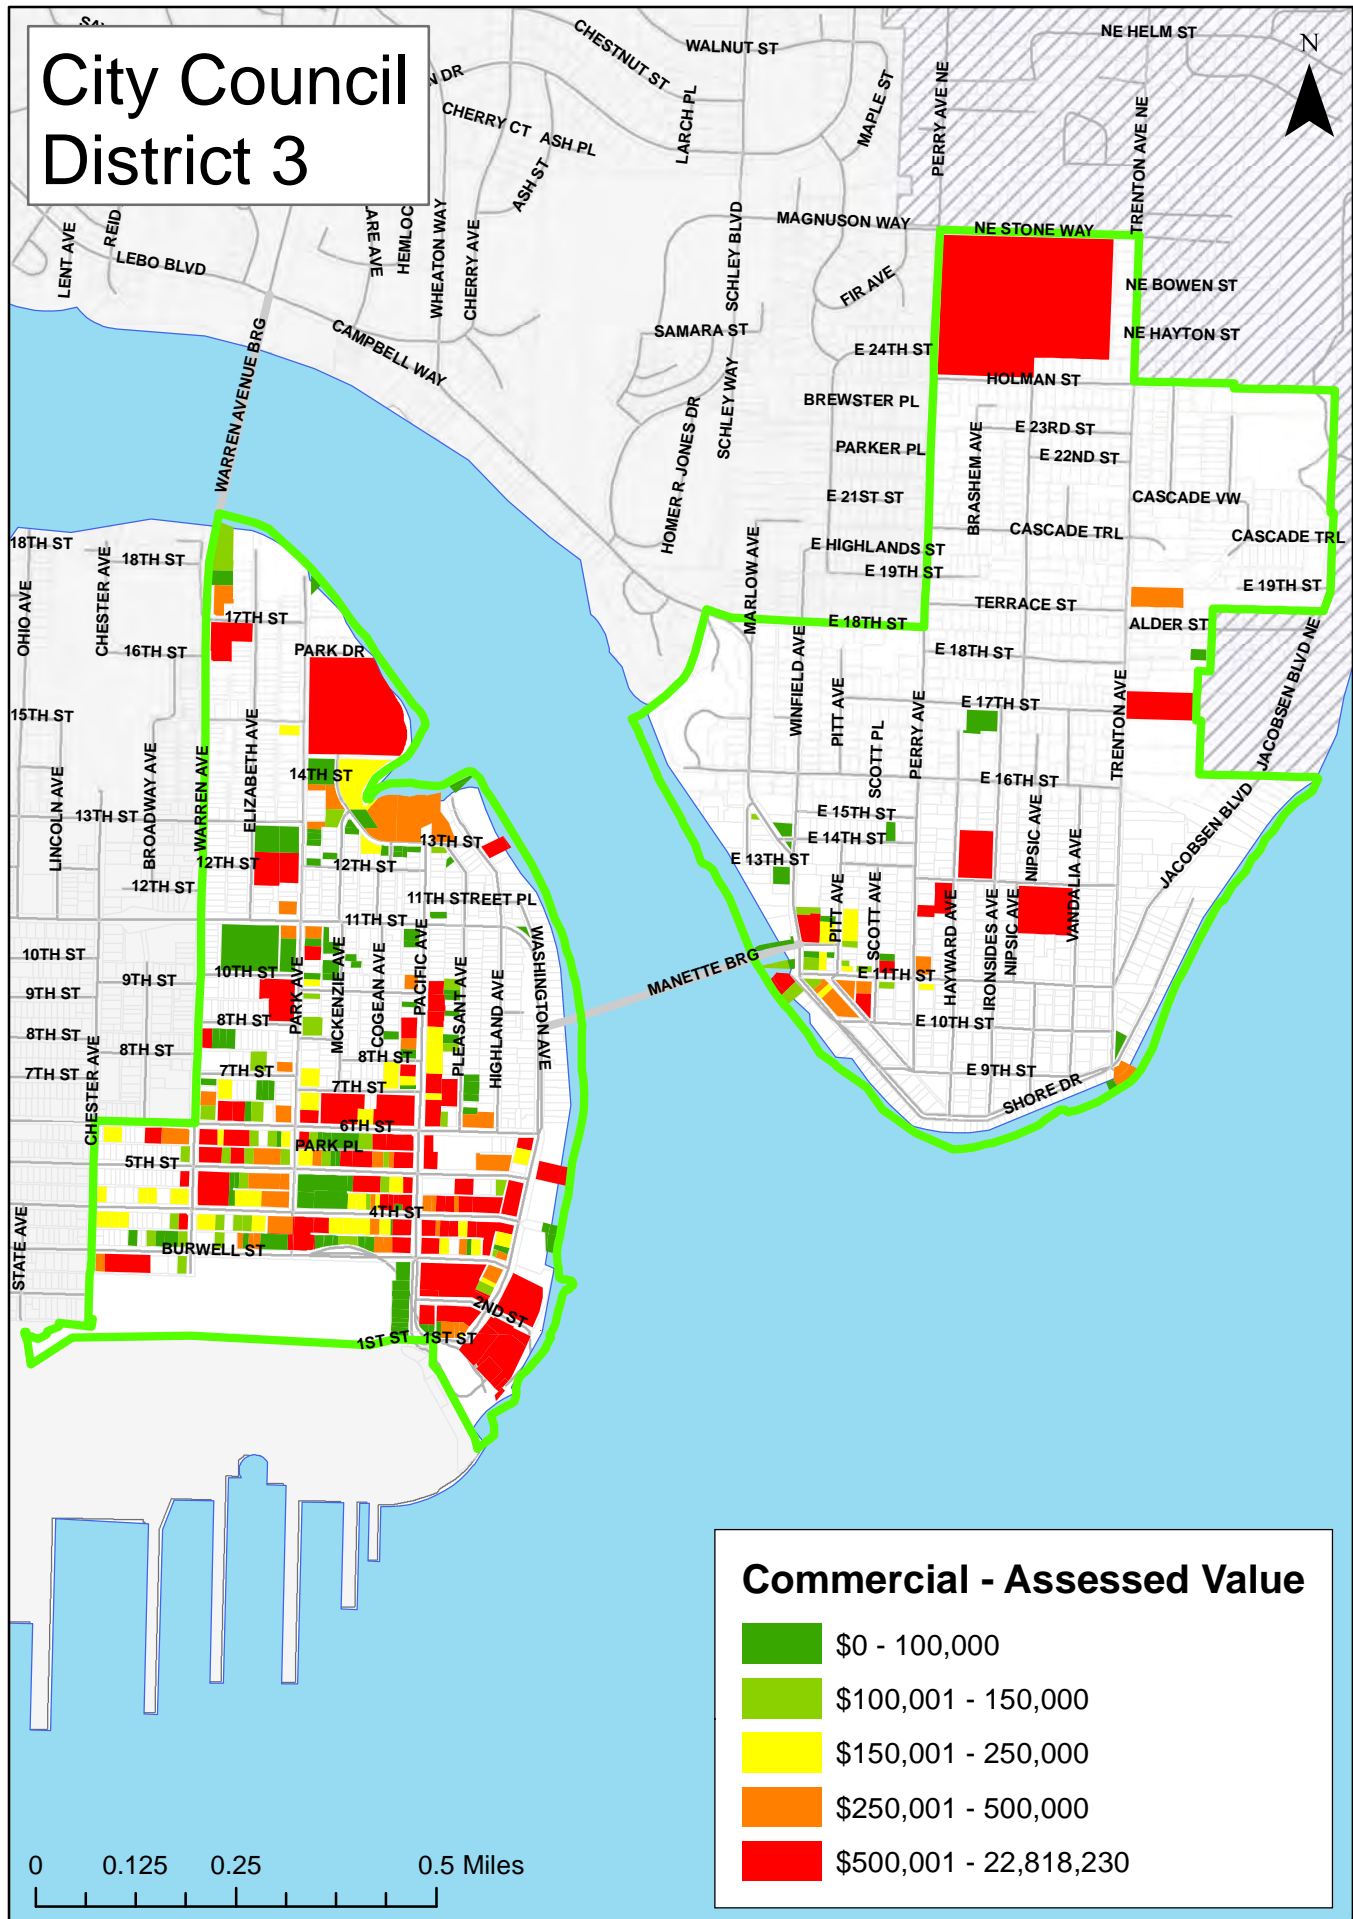 City Council
District 3
N
CHESTNUT ST
WALNUT ST
NE HELM ST
N DR
CHERRY CT
ASH PL
ASH ST
LARCH PL
MAPLE ST
PERRY AVE NE
TRENTON AVE NE
LENT AVE
REID
LEBO BLVD
ARE AVE
HEMLOC
WHEATON WAY
CHERRY AVE
SCHLEY BLVD
MAGNUSON WAY
NE STONE WAY
FIR AVE
NE BOWEN ST
NE HAYTON ST
WARREN AVENUE BRG
CAMPBELL WAY
SAMARA ST
E 24TH ST
HOLMAN ST
SCHLEY WAY
HOMER R JONES DR
BREWSTER PL
BRASHEM AVE
E 23RD ST
PARKER PL
E 22ND ST
E 21ST ST
CASCADE VW
CASCADE TRL
CASCADE TRL
18TH ST
18TH ST
OHIO AVE
CHESTER AVE
MARLOW AVE
E HIGHLANDS ST
E 19TH ST
E 19TH ST
TERRACE ST
17TH ST
E 18TH ST
ALDER ST
16TH ST
PARK DR
E 18TH ST
WINFIELD AVE
PITT AVE
SCOTT PL
PERRY AVE
E 17TH ST
TRENTON AVE
JACOBSEN BLVD NE
15TH ST
LINCOLN AVE
BROADWAY AVE
WARREN AVE
ELIZABETH AVE
14TH ST
E 16TH ST
13TH ST
13TH ST
E 15TH ST
E 14TH ST
E 13TH ST
NIPSIC AVE
VANDALIA AVE
JACOBSEN BLVD
12TH ST
12TH ST
12TH ST
11TH STREET PL
11TH ST
PITT AVE
SCOTT AVE
HAYWARD AVE
IRONSIDES AVE
NIPSIC AVE
10TH ST
10TH ST
9TH ST
9TH ST
PARK AVE
MCKENZIE AVE
COGEAN AVE
PACIFIC AVE
PLEASANT AVE
HIGHLAND AVE
WASHINGTON AVE
MANETTE BRG
E 11TH ST
E 10TH ST
E 9TH ST
SHORE DR
8TH ST
8TH ST
8TH ST
8TH ST
7TH ST
7TH ST
7TH ST
CHESTER AVE
6TH ST
PARK PL
5TH ST
4TH ST
STATE AVE
BURWELL ST
2ND ST
1ST ST
1ST ST
Commercial - Assessed Value
$0 - 100,000
$100,001 - 150,000
$150,001 - 250,000
$250,001 - 500,000
$500,001 - 22,818,230
0 0.125 0.25 0.5 Miles